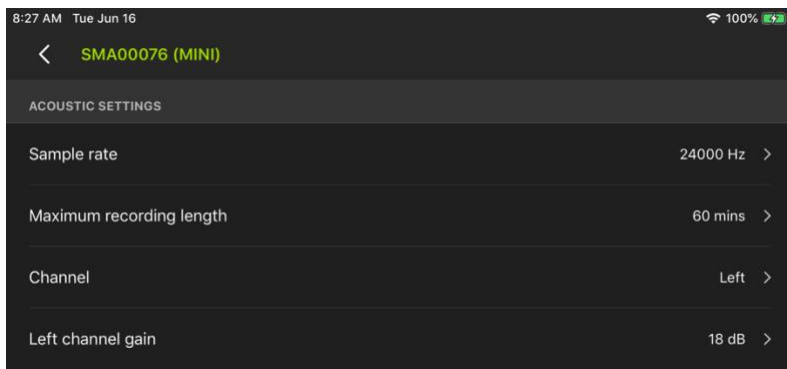 8:27 AM Tue Jun 16 100%
SMA00076 (MINI)
ACOUSTIC SETTINGS
Sample rate 24000 Hz
Maximum recording length 60 mins
Channel Left
Left channel gain 18 dB